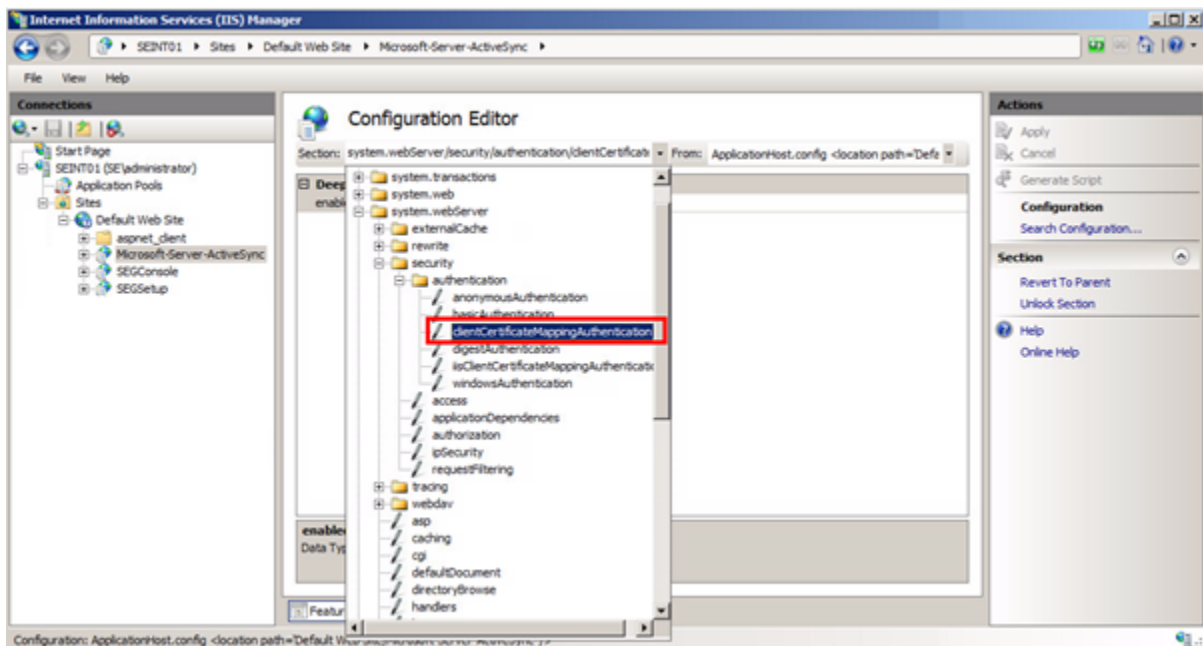 Internet Information Services (IIS) Manager
SEINT01 Sites Default Web Site Microsoft-Server-ActiveSync
File View Help
Connections
Start Page
SEINT01 (SE\administrator)
Application Pools
Sites
Default Web Site
aspnet_client
Microsoft-Server-ActiveSync
SEGConsole
SEGSetup
Configuration Editor
Section: system.webServer/security/authentication/clientCertificat From: ApplicationHost.config <location path='Defa
Deep
enabl
system.transactions
system.web
system.webServer
externalCache
rewrite
security
authentication
anonymousAuthentication
basicAuthentication
clientCertificateMappingAuthentication
digestAuthentication
iisClientCertificateMappingAuthenticatio
windowsAuthentication
access
applicationDependencies
authorization
ipSecurity
requestFiltering
tracing
webdav
asp
caching
cgi
defaultDocument
directoryBrowse
handlers
enable
Data Typ
Featur
Actions
Apply
Cancel
Generate Script
Configuration
Search Configuration...
Section
Revert To Parent
Unlock Section
Help
Online Help
Configuration: ApplicationHost.config <location path='Default Web